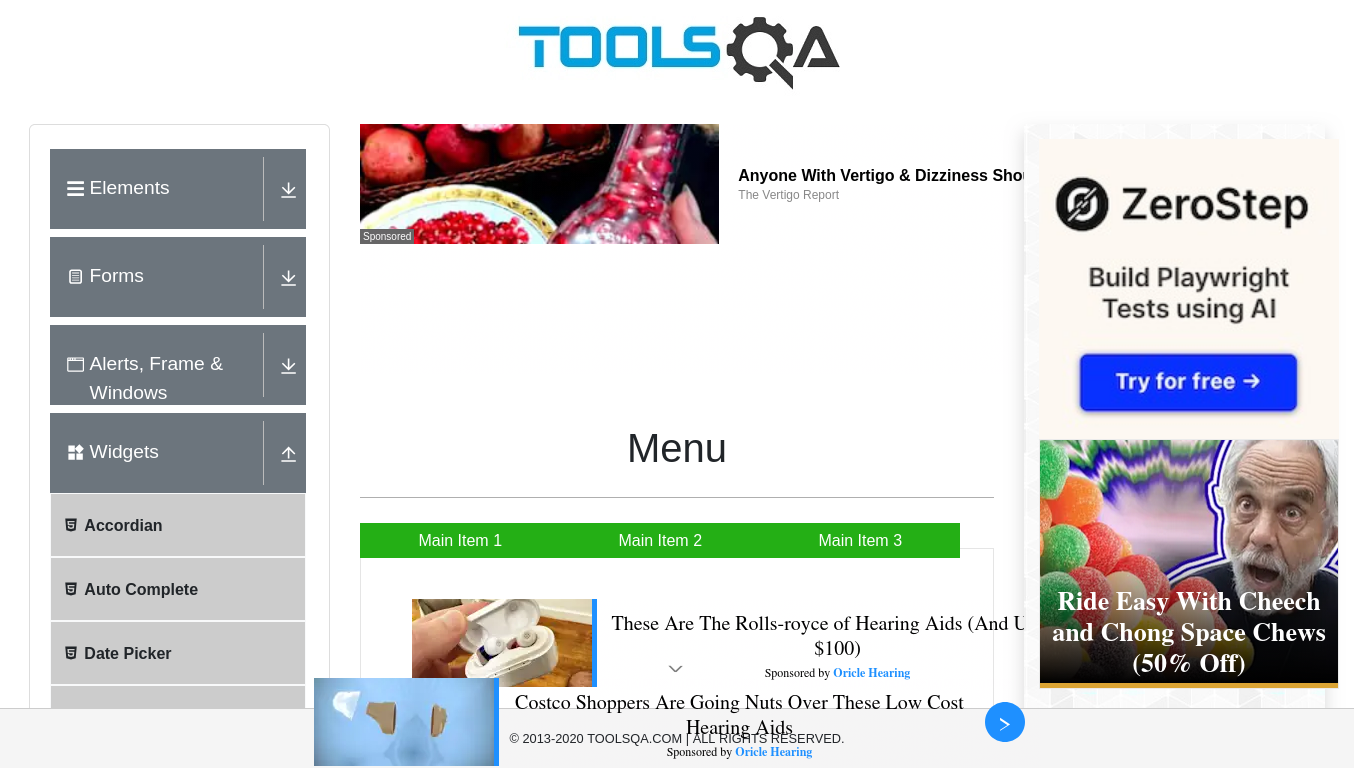 TOOLSQA
Elements
Forms
Alerts, Frame &
Windows
Widgets
Accordian
Auto Complete
Date Picker
Sponsored
Anyone With Vertigo & Dizziness Shou
The Vertigo Report
Menu
Main Item 1
Main Item 2
Main Item 3
These Are The Rolls-royce of Hearing Aids (And U
$100)
Sponsored by Oricle Hearing
Costco Shoppers Are Going Nuts Over These Low Cost
Hearing Aids
Sponsored by Oricle Hearing
© 2013-2020 TOOLSQA.COM | ALL RIGHTS RESERVED.
ZeroStep
Build Playwright
Tests using AI
Try for free →
Ride Easy With Cheech
and Chong Space Chews
(50% Off)